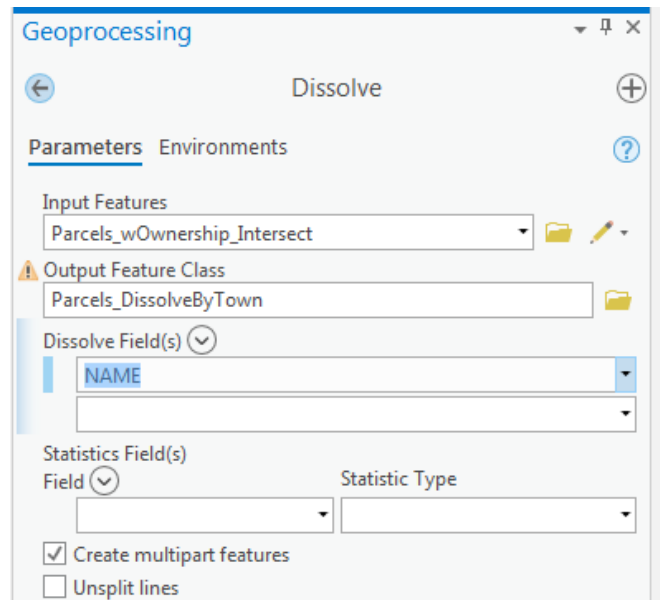 Geoprocessing
Dissolve
Parameters Environments
Input Features
Parcels_wOwnership_Intersect
Output Feature Class
Parcels_DissolveByTown
Dissolve Field(s)
NAME
Statistics Field(s)
Field Statistic Type
Create multipart features
Unsplit lines